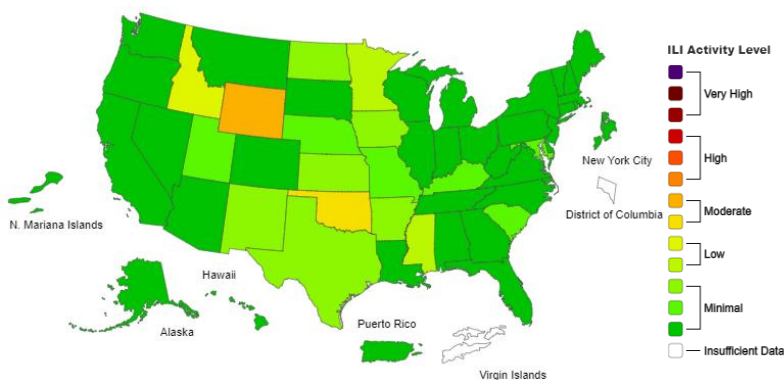 ILI Activity Level
Very High
High
Moderate
Low
Minimal
Insufficient Data
New York City
District of Columbia
N. Mariana Islands
Hawaii
Alaska
Puerto Rico
Virgin Islands